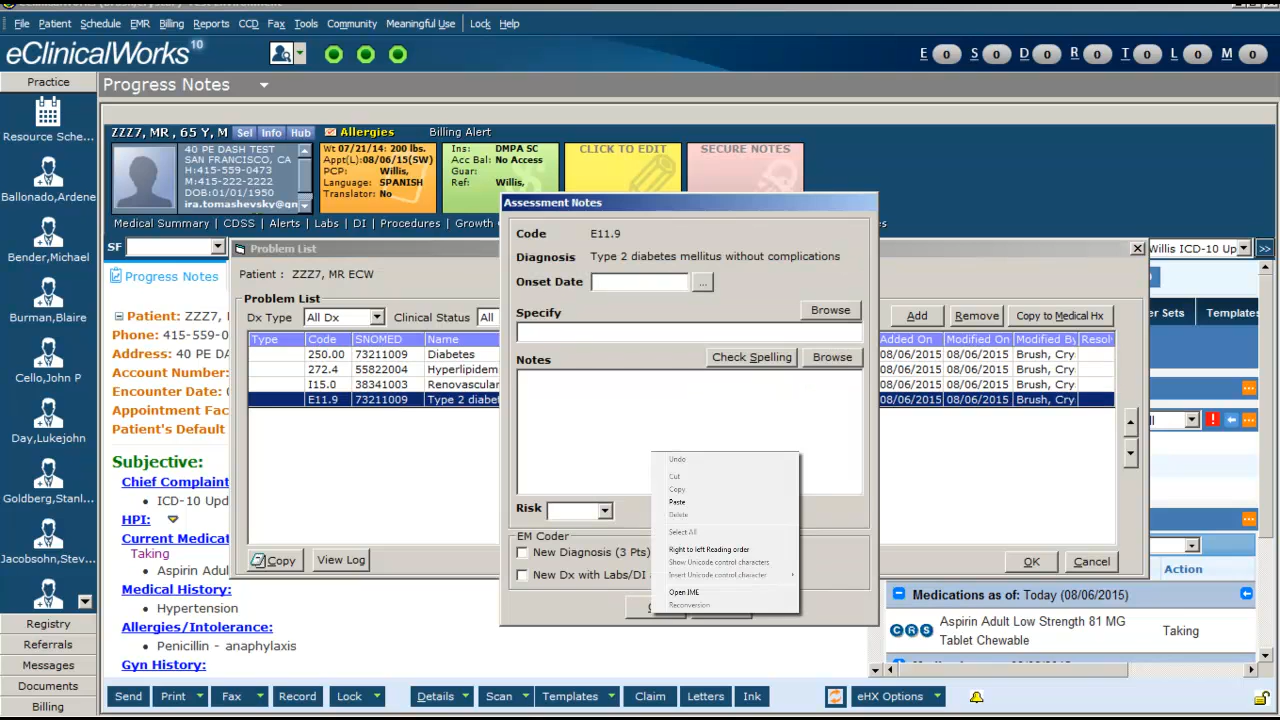 File Patient Schedule EMR Billing Reports CCD Fax Tools Community Meaningful Use Lock Help
eClinicalWorks 10
E 0 S 0 D 0 R 0 T 0 L 0 M 0
Practice
Progress Notes
Resource Sche...
Ballonado,Ardene
Bender,Michael
Burman,Blaire
Cello,John P
Day,Lukejohn
Goldberg,Stanl...
Jacobsohn,Stev...
Registry
Referrals
Messages
Documents
Billing
ZZZ7, MR , 65 Y, M Sel Info Hub Allergies Billing Alert
40 PE DASH TEST
SAN FRANCISCO, CA
H:415-559-0473
M:415-222-2222
DOB:01/01/1950
ira.tomashevsky@gn
Wt 07/21/14: 200 lbs.
Appt(L):08/06/15(SW)
PCP: Willis,
Language: SPANISH
Translator: No
Ins: DMPA SC
Acc Bal: No Access
Guar:
Ref: Willis,
CLICK TO EDIT
SECURE NOTES
Medical Summary CDSS Alerts Labs DI Procedures Growth
SF
Willis ICD-10 Up >>
Progress Notes
Patient: ZZZ7,
Phone: 415-559-0
Address: 40 PE DA
Account Number:
Encounter Date: 0
Appointment Fac
Patient's Default
Subjective:
Chief Complain
ICD-10 Upd
HPI:
Current Medicat
Taking
Aspirin Adul
Medical History:
Hypertension
Allergies/Intolerance:
Penicillin - anaphylaxis
Gyn History:
Problem List
Patient : ZZZ7, MR ECW
Problem List
Dx Type All Dx Clinical Status All
Add Remove Copy to Medical Hx
Type Code SNOMED Name Added On Modified On Modified By Resol
250.00 73211009 Diabetes 08/06/2015 08/06/2015 Brush, Cry
272.4 55822004 Hyperlipidem 08/06/2015 08/06/2015 Brush, Cry
I15.0 38341003 Renovascular 08/06/2015 08/06/2015 Brush, Cry
E11.9 73211009 Type 2 diabet 08/06/2015 08/06/2015 Brush, Cry
Copy View Log OK Cancel
Assessment Notes
Code E11.9
Diagnosis Type 2 diabetes mellitus without complications
Onset Date ...
Browse
Specify
Notes Check Spelling Browse
Risk
EM Coder
New Diagnosis (3 Pts)
New Dx with Labs/DI
Undo
Cut
Copy
Paste
Delete
Select All
Right to left Reading order
Show Unicode control characters
Insert Unicode control character
Open IME
Reconversion
er Sets Templates
Action
Medications as of: Today (08/06/2015)
CRS Aspirin Adult Low Strength 81 MG Taking
Tablet Chewable
Send Print Fax Record Lock Details Scan Templates Claim Letters Ink eHX Options